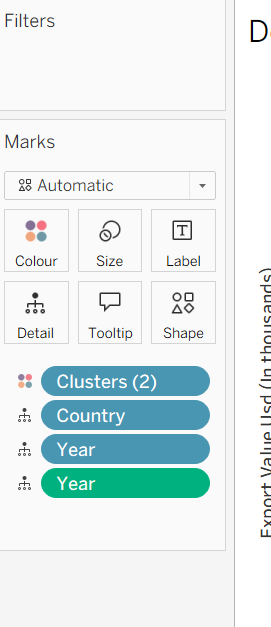 Filters
D
Marks
Automatic
Colour
Size
T
Label
Detail
Tooltip
Shape
Clusters (2)
Country
Year
Year
Export Value Usd (In thousands)